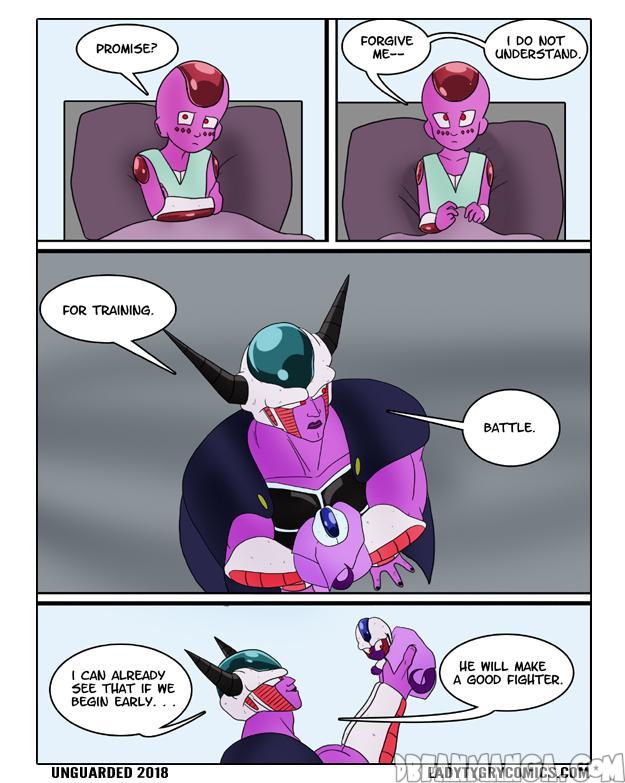 PROMISE?
FORGIVE
ME--
I DO NOT
UNDERSTAND.
FOR TRAINING.
BATTLE.
I CAN ALREADY
SEE THAT IF WE
BEGIN EARLY. . .
HE WILL MAKE
A GOOD FIGHTER.
UNGUARDED 2018
LADYTYGRYCOMICS.COM
DBFANMANGA.COM